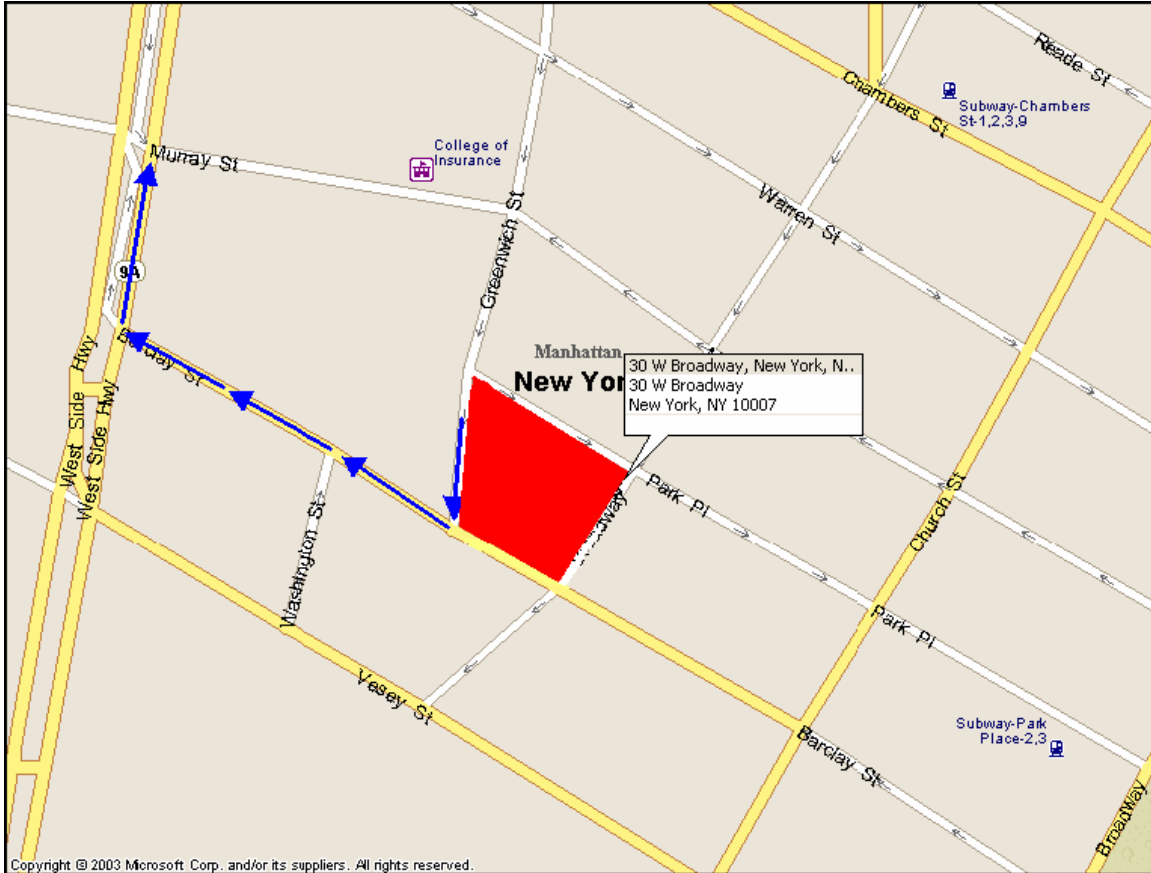 Reade St
Chambers St
Subway-Chambers
St-1,2,3,9
College of
Insurance
Murray St
Warren St
Greenwich St
9A
Barclay St
Manhattan
New Yor
30 W Broadway, New York, N..
30 W Broadway
New York, NY 10007
West Side Hwy
West Side Hwy
Park Pl
Church St
Washington St
Park Pl
Vesey St
Subway-Park
Place-2,3
Barclay St
Broadway
Copyright © 2003 Microsoft Corp. and/or its suppliers. All rights reserved.